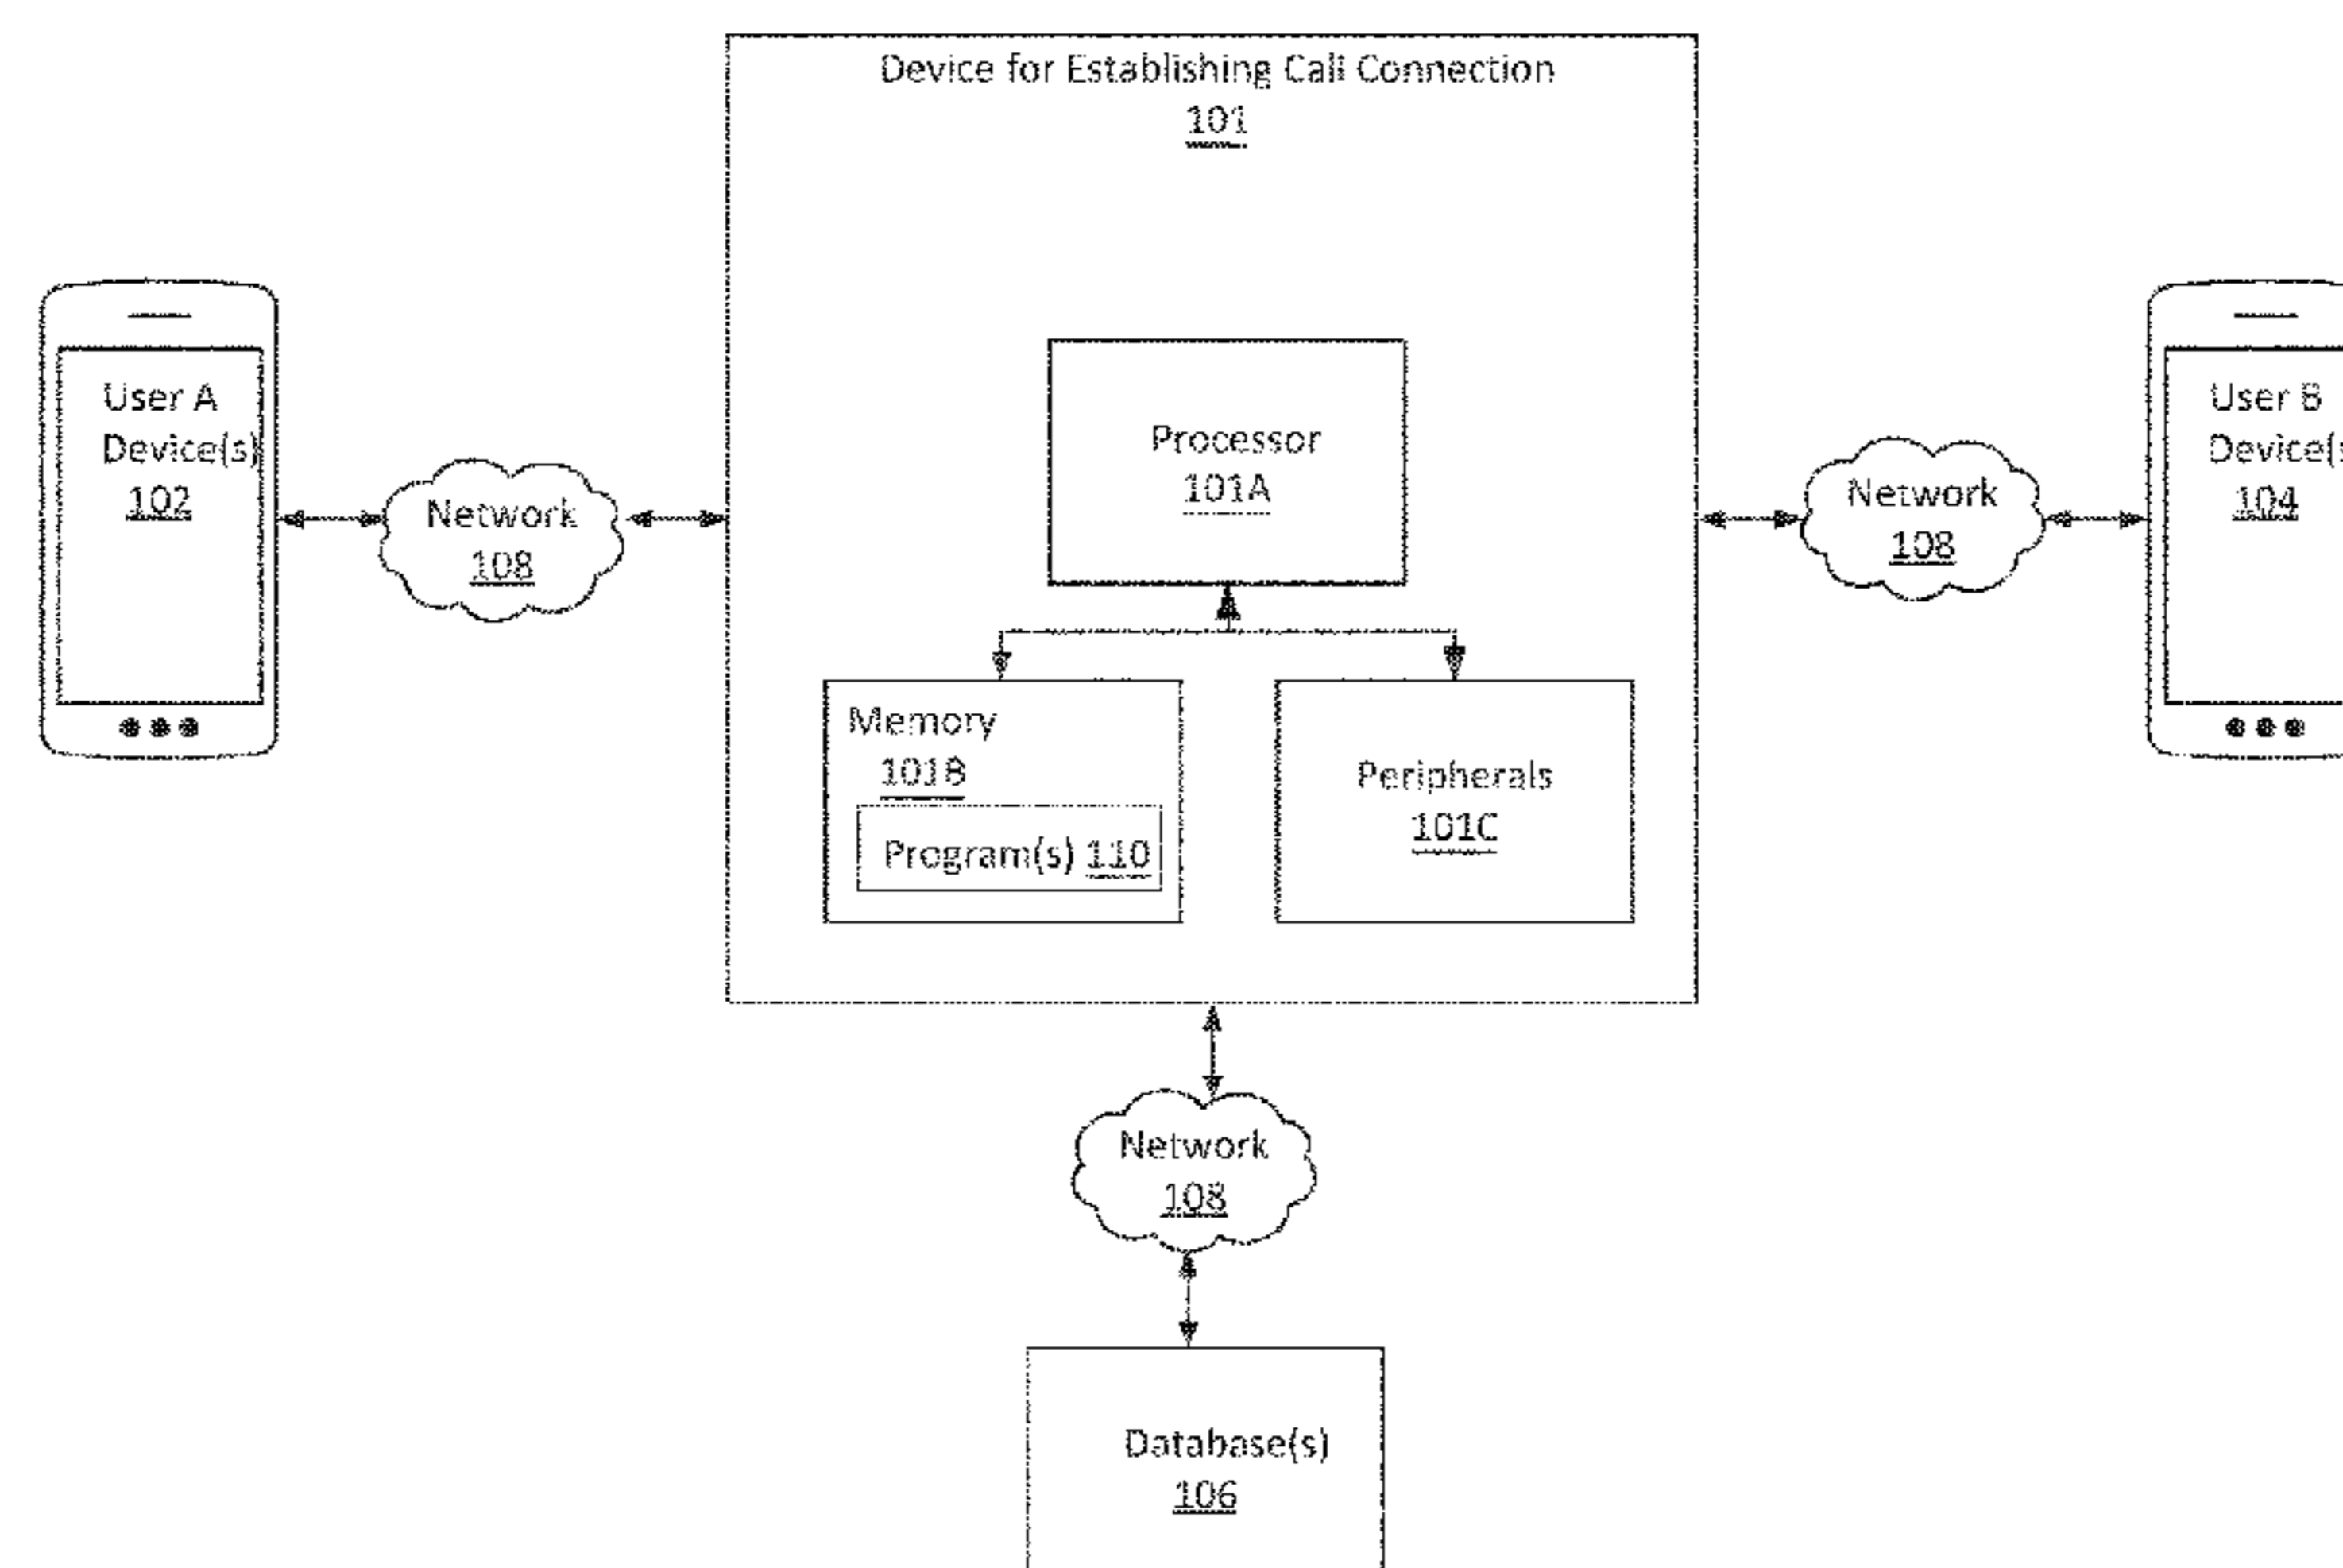 Device for Establishing Call Connection
101
User A
Device(s)
102
Network
108
Processor
101A
Memory
101B
Program(s) 110
Peripherals
101C
Network
108
User B
Device(s
104
Network
108
Database(s)
106